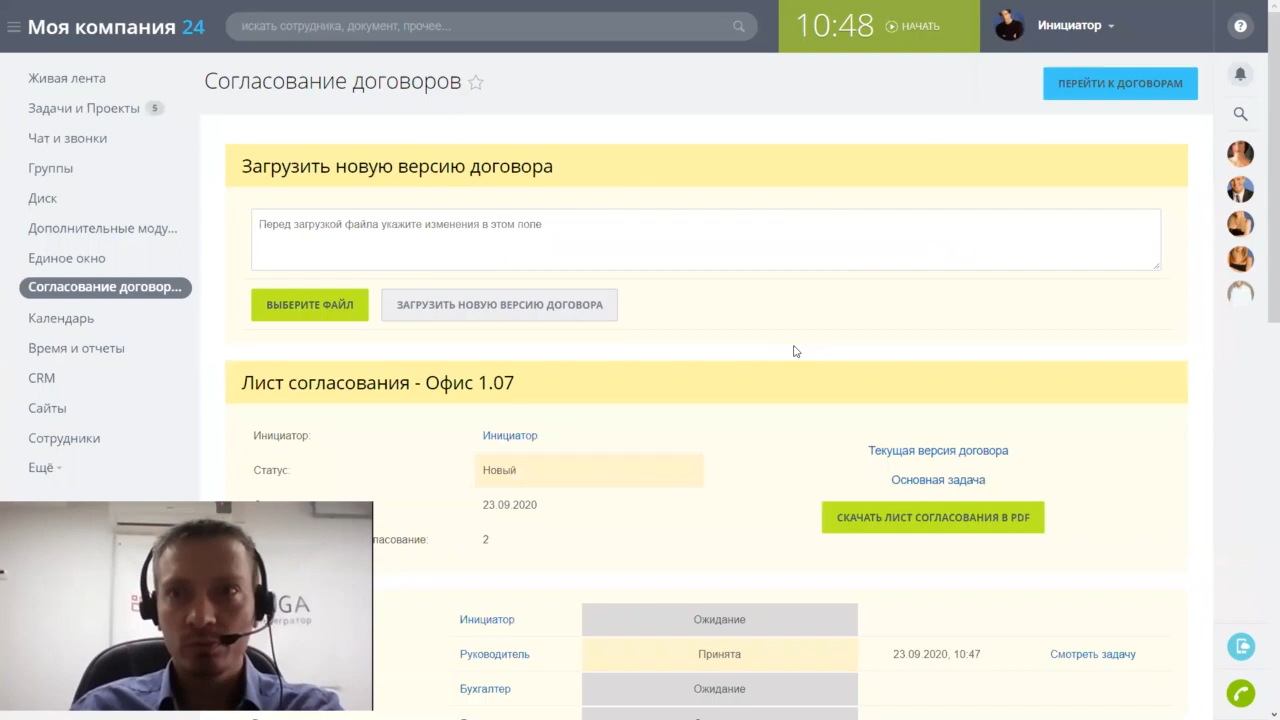 Моя компания 24
искать сотрудника, документ, прочее...
10:48 НАЧАТЬ
Инициатор
?
Живая лента
Задачи и Проекты 5
Чат и звонки
Группы
Диск
Дополнительные моду...
Единое окно
Согласование договор...
Календарь
Время и отчеты
CRM
Сайты
Сотрудники
Ещё
Согласование договоров
ПЕРЕЙТИ К ДОГОВОРАМ
Загрузить новую версию договора
Перед загрузкой файла укажите изменения в этом поле
ВЫБЕРИТЕ ФАЙЛ
ЗАГРУЗИТЬ НОВУЮ ВЕРСИЮ ДОГОВОРА
Лист согласования - Офис 1.07
Инициатор: Инициатор
Статус: Новый
23.09.2020
ласование: 2
Текущая версия договора
Основная задача
СКАЧАТЬ ЛИСТ СОГЛАСОВАНИЯ В PDF
Инициатор Ожидание
Руководитель Принята 23.09.2020, 10:47 Смотреть задачу
Бухгалтер Ожидание